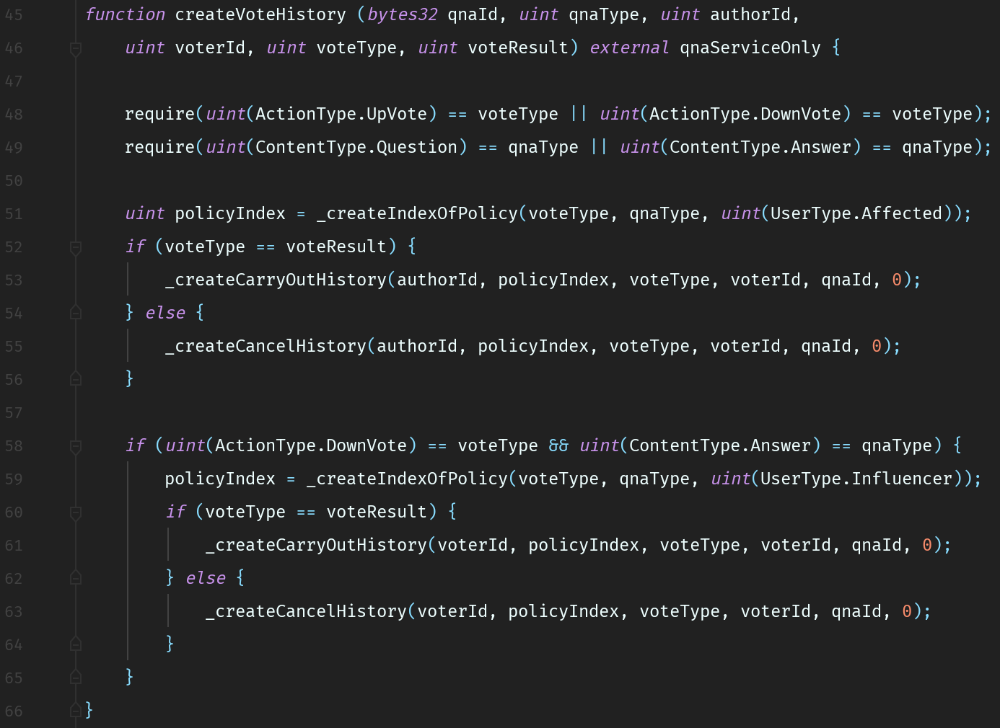 45 function createVoteHistory (bytes32 qnaId, uint qnaType, uint authorId,
46 uint voterId, uint voteType, uint voteResult) external qnaServiceOnly {
47
48 require(uint(ActionType.UpVote) == voteType || uint(ActionType.DownVote) == voteType);
49 require(uint(ContentType.Question) == qnaType || uint(ContentType.Answer) == qnaType);
50
51 uint policyIndex = _createIndexOfPolicy(voteType, qnaType, uint(UserType.Affected));
52 if (voteType == voteResult) {
53 _createCarryOutHistory(authorId, policyIndex, voteType, voterId, qnaId, 0);
54 } else {
55 _createCancelHistory(authorId, policyIndex, voteType, voterId, qnaId, 0);
56 }
57
58 if (uint(ActionType.DownVote) == voteType && uint(ContentType.Answer) == qnaType) {
59 policyIndex = _createIndexOfPolicy(voteType, qnaType, uint(UserType.Influencer));
60 if (voteType == voteResult) {
61 _createCarryOutHistory(voterId, policyIndex, voteType, voterId, qnaId, 0);
62 } else {
63 _createCancelHistory(voterId, policyIndex, voteType, voterId, qnaId, 0);
64 }
65 }
66 }